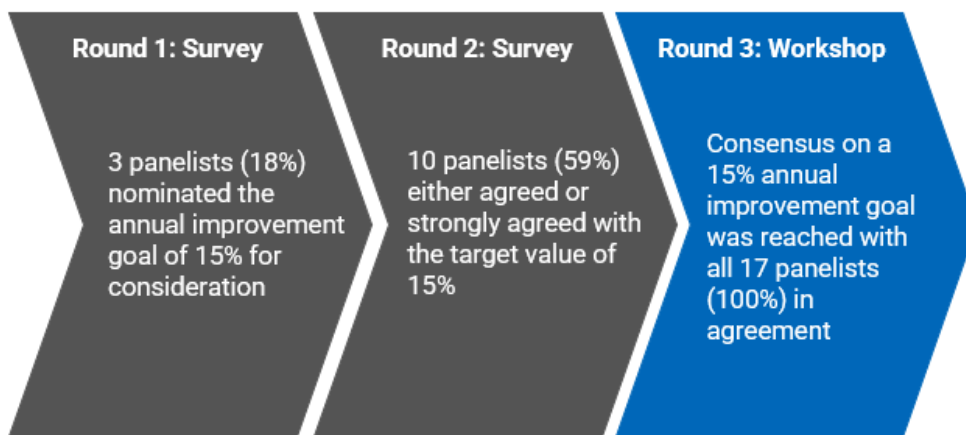 Round 1: Survey
3 panelists (18%)
nominated the
annual improvement
goal of 15% for
consideration
Round 2: Survey
10 panelists (59%)
either agreed or
strongly agreed with
the target value of
15%
Round 3: Workshop
Consensus on a
15% annual
improvement goal
was reached with
all 17 panelists
(100%) in
agreement